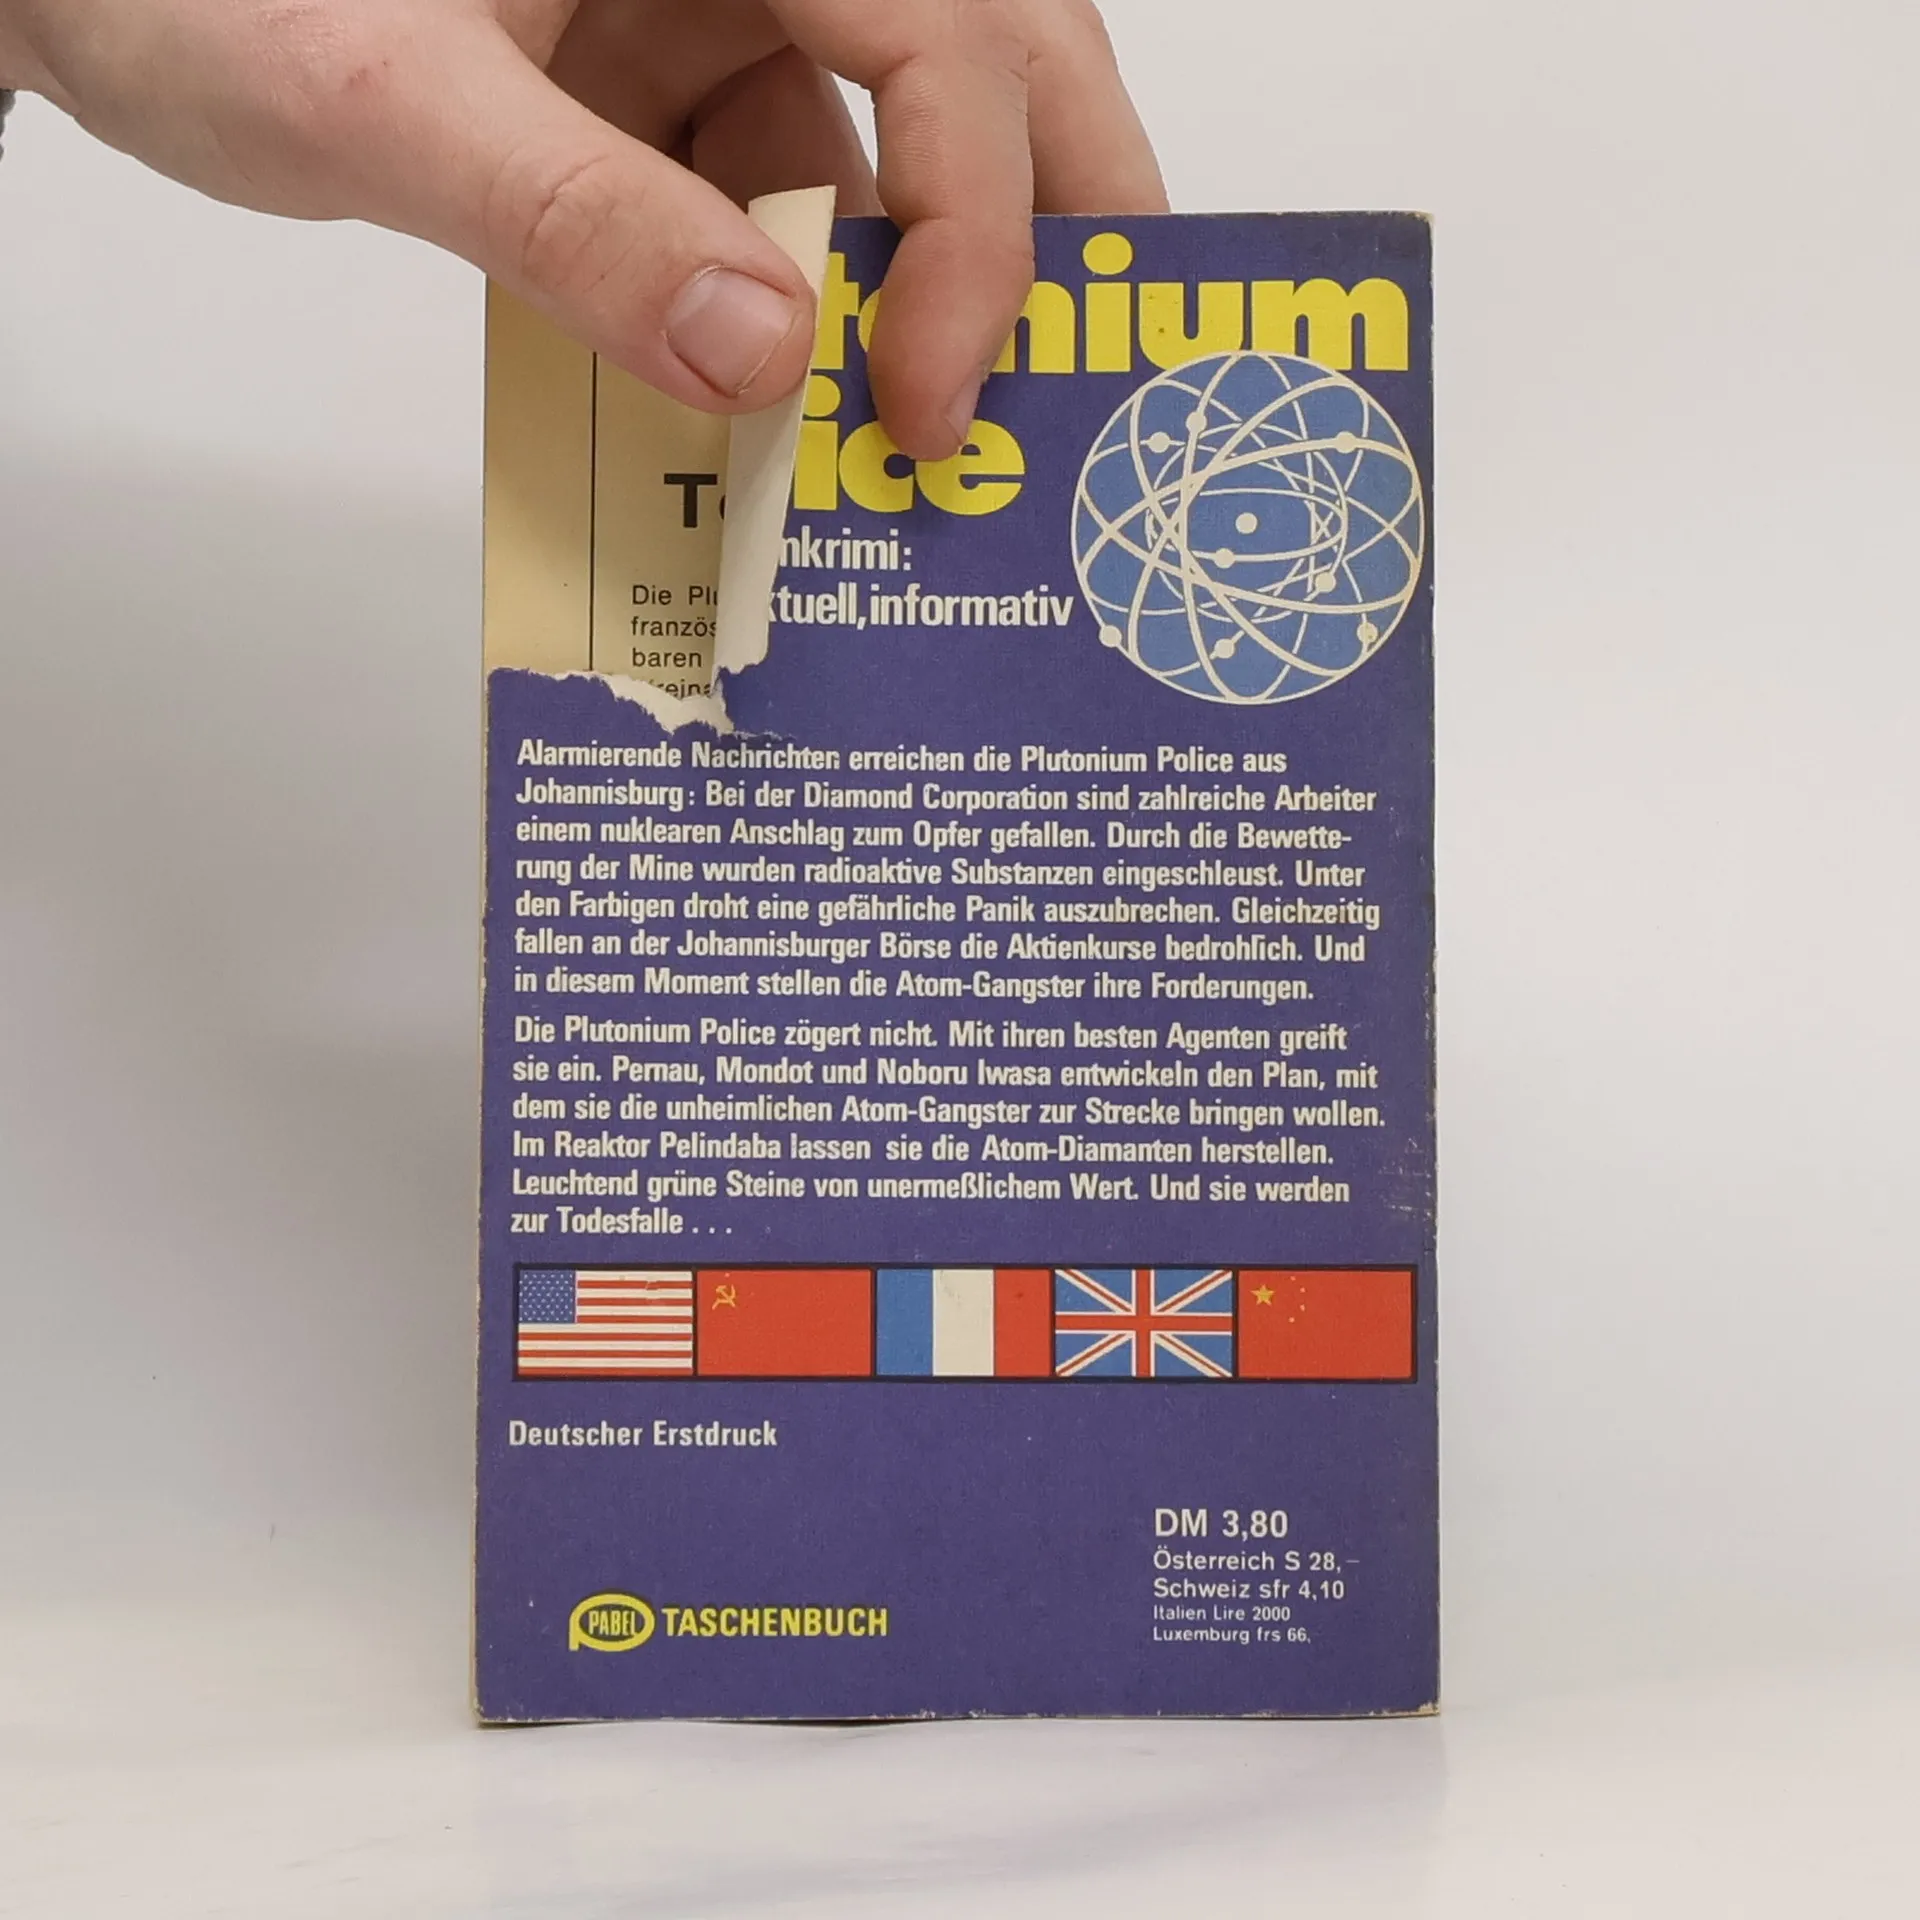 Die
französ
baren
nkrimi:
ktuell, informativ
Alarmierende Nachrichten erreichen die Plutonium Police aus
Johannisburg: Bei der Diamond Corporation sind zahlreiche Arbeiter
einem nuklearen Anschlag zum Opfer gefallen. Durch die Bewette-
rung der Mine wurden radioaktive Substanzen eingeschleust. Unter
den Farbigen droht eine gefährliche Panik auszubrechen. Gleichzeitig
fallen an der Johannisburger Börse die Aktienkurse bedrohlich. Und
in diesem Moment stellen die Atom-Gangster ihre Forderungen.
Die Plutonium Police zögert nicht. Mit ihren besten Agenten greift
sie ein. Pernau, Mondot und Noboru Iwasa entwickeln den Plan, mit
dem sie die unheimlichen Atom-Gangster zur Strecke bringen wollen.
Im Reaktor Pelindaba lassen sie die Atom-Diamanten herstellen.
Leuchtend grüne Steine von unermeßlichem Wert. Und sie werden
zur Todesfalle . . .
Deutscher Erstdruck
DM 3,80
Österreich S 28,–
Schweiz sfr 4,10
Italien Lire 2000
Luxemburg frs 66,
PABEL TASCHENBUCH